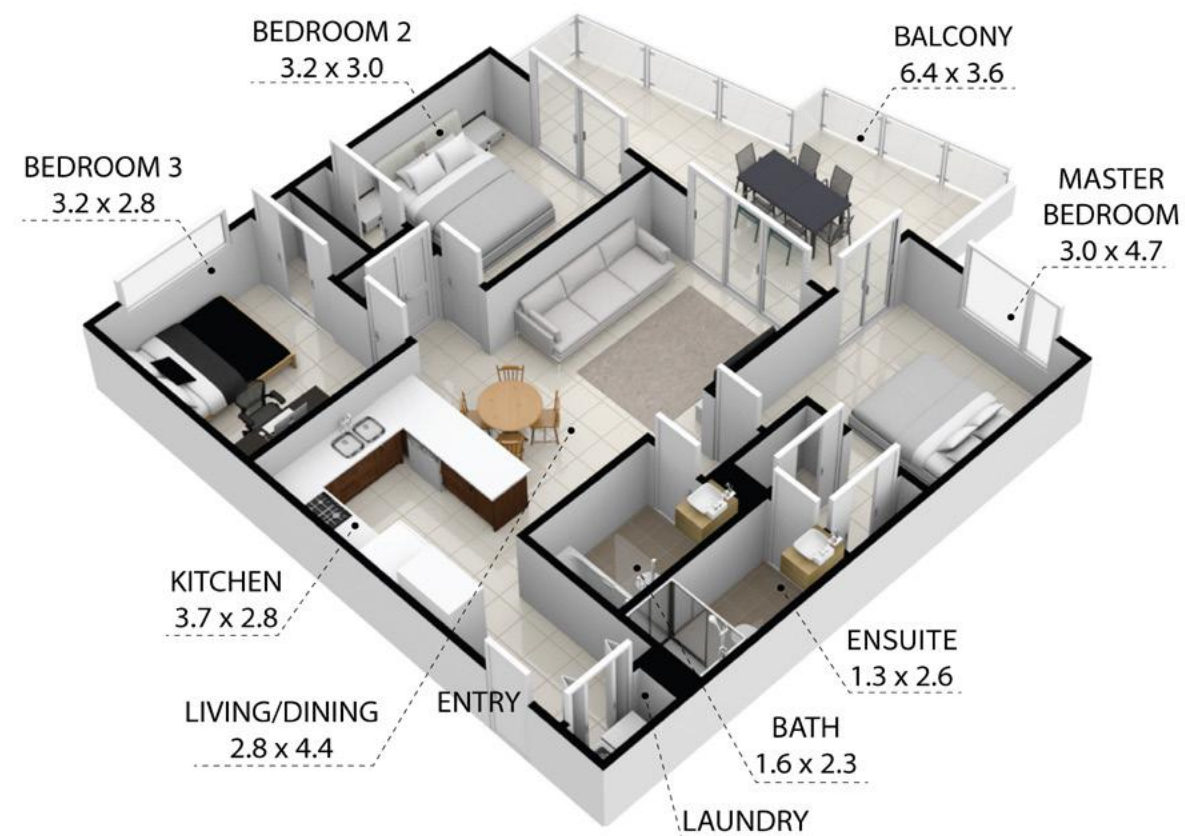 BEDROOM 2
3.2 x 3.0
BALCONY
6.4 x 3.6
BEDROOM 3
3.2 x 2.8
MASTER
BEDROOM
3.0 x 4.7
KITCHEN
3.7 x 2.8
ENSUITE
1.3 x 2.6
LIVING/DINING
2.8 x 4.4
ENTRY
BATH
1.6 x 2.3
LAUNDRY